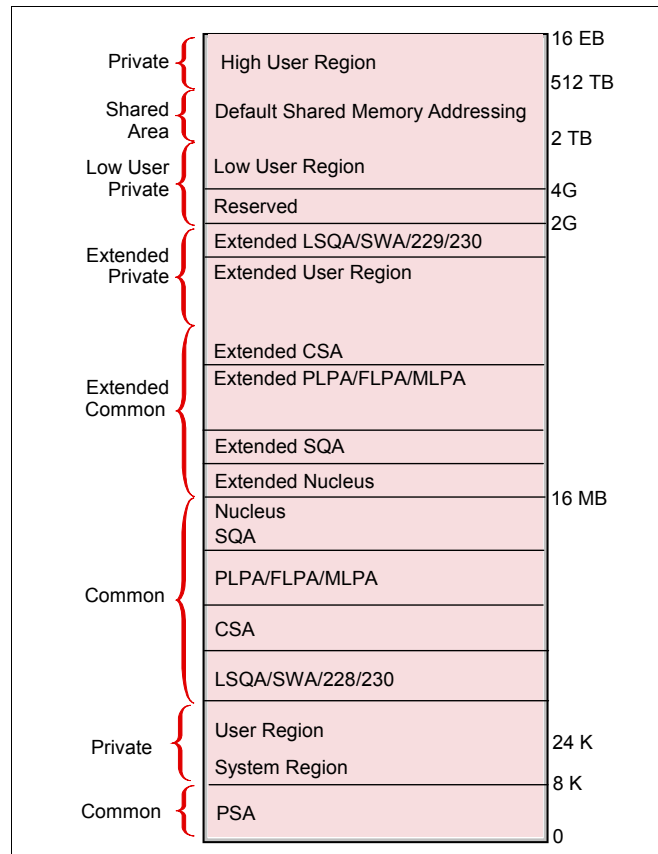 16 EB
Private
High User Region
512 TB
Shared
Area
Default Shared Memory Addressing
2 TB
Low User
Private
Low User Region
4G
Reserved
2G
Extended LSQA/SWA/229/230
Extended
Private
Extended User Region
Extended CSA
Extended PLPA/FLPA/MLPA
Extended
Common
Extended SQA
Extended Nucleus
16 MB
Nucleus
SQA
PLPA/FLPA/MLPA
Common
CSA
LSQA/SWA/228/230
User Region
24 K
Private
System Region
8 K
Common
PSA
0